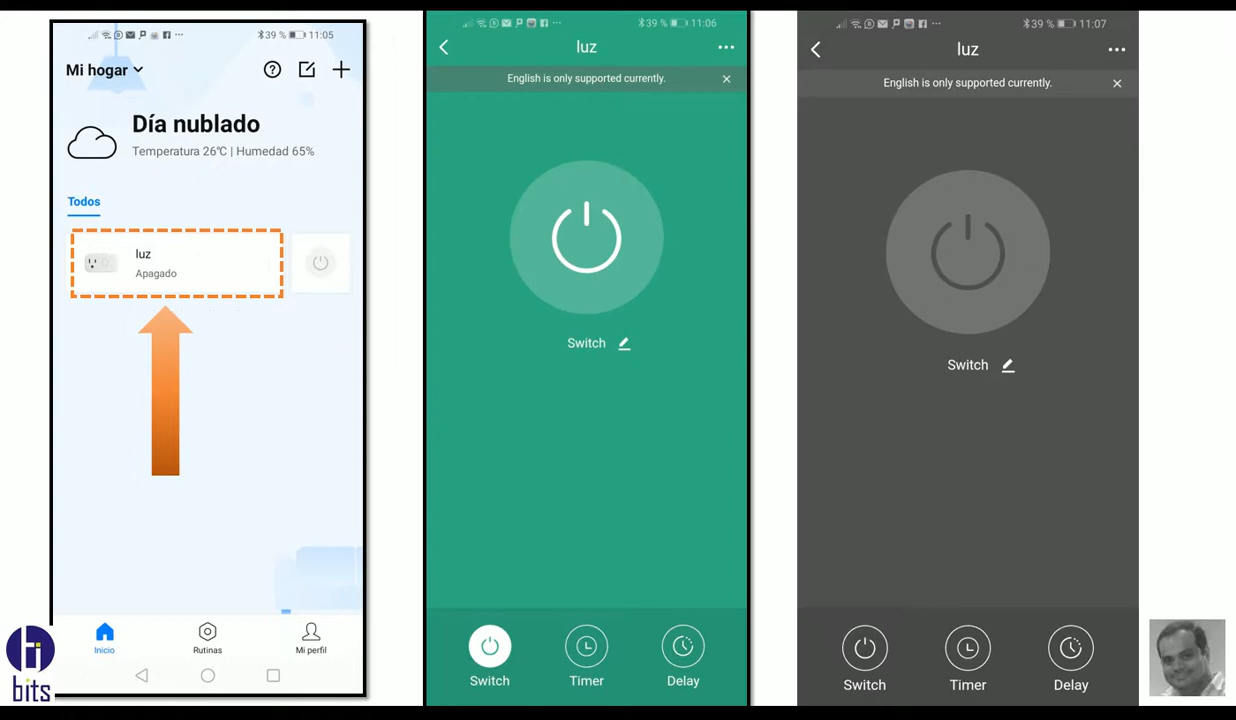 39 % 11:05
Mi hogar
Día nublado
Temperatura 26℃ | Humedad 65%
Todos
luz
Apagado
Inicio
Rutinas
Mi perfil
bits
39 % 11:06
luz
English is only supported currently.
Switch
Switch
Timer
Delay
39 % 11:07
luz
English is only supported currently.
Switch
Switch
Timer
Delay